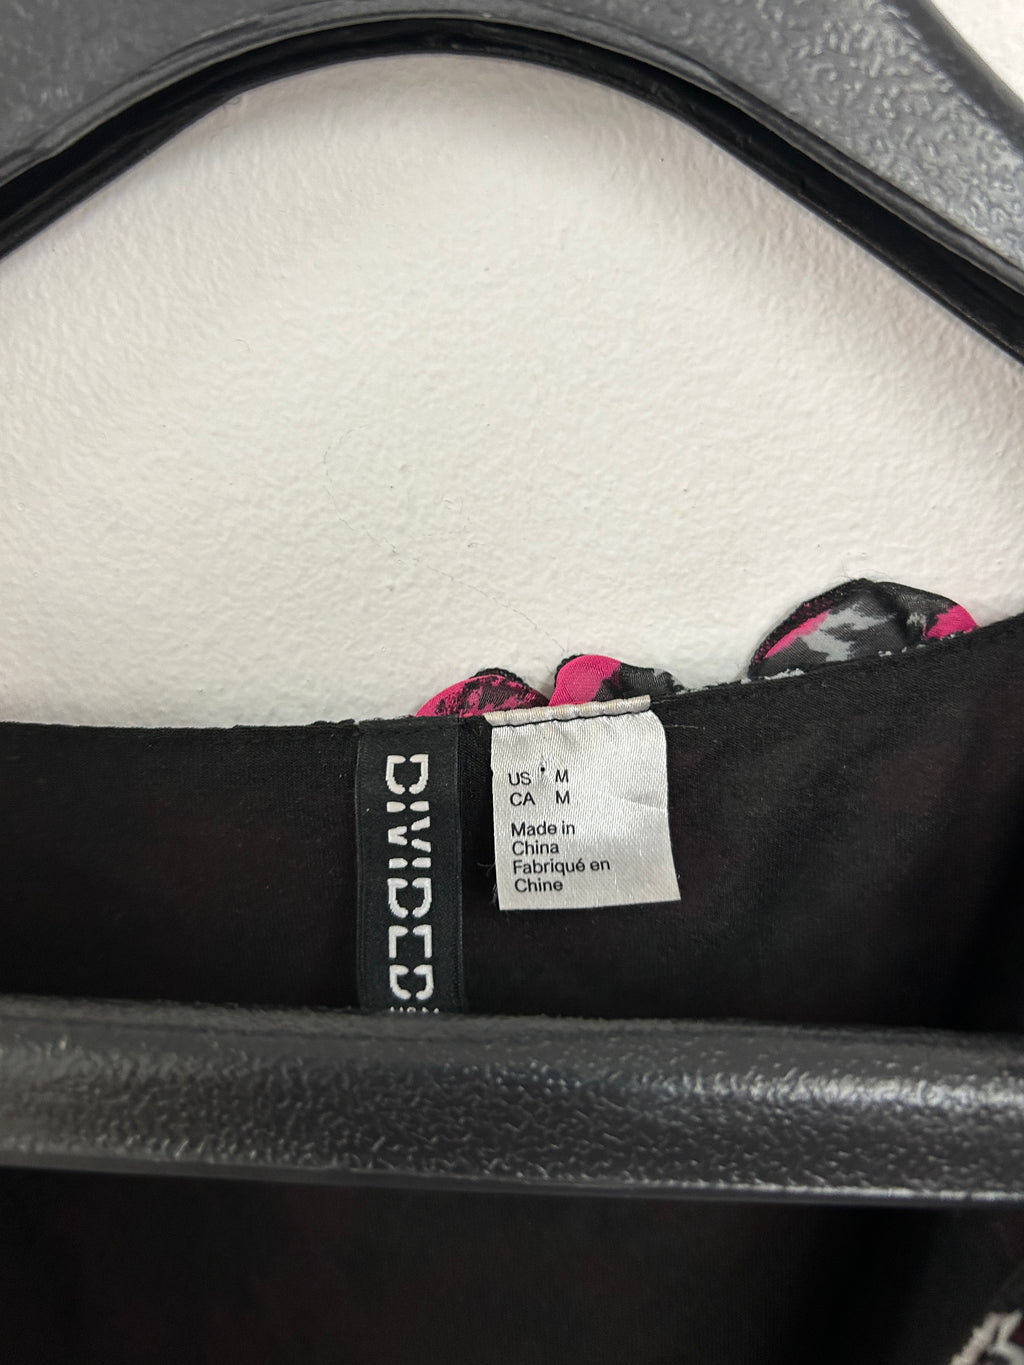 DIVIDED
US M
CA M
Made in
China
Fabriqué en
Chine